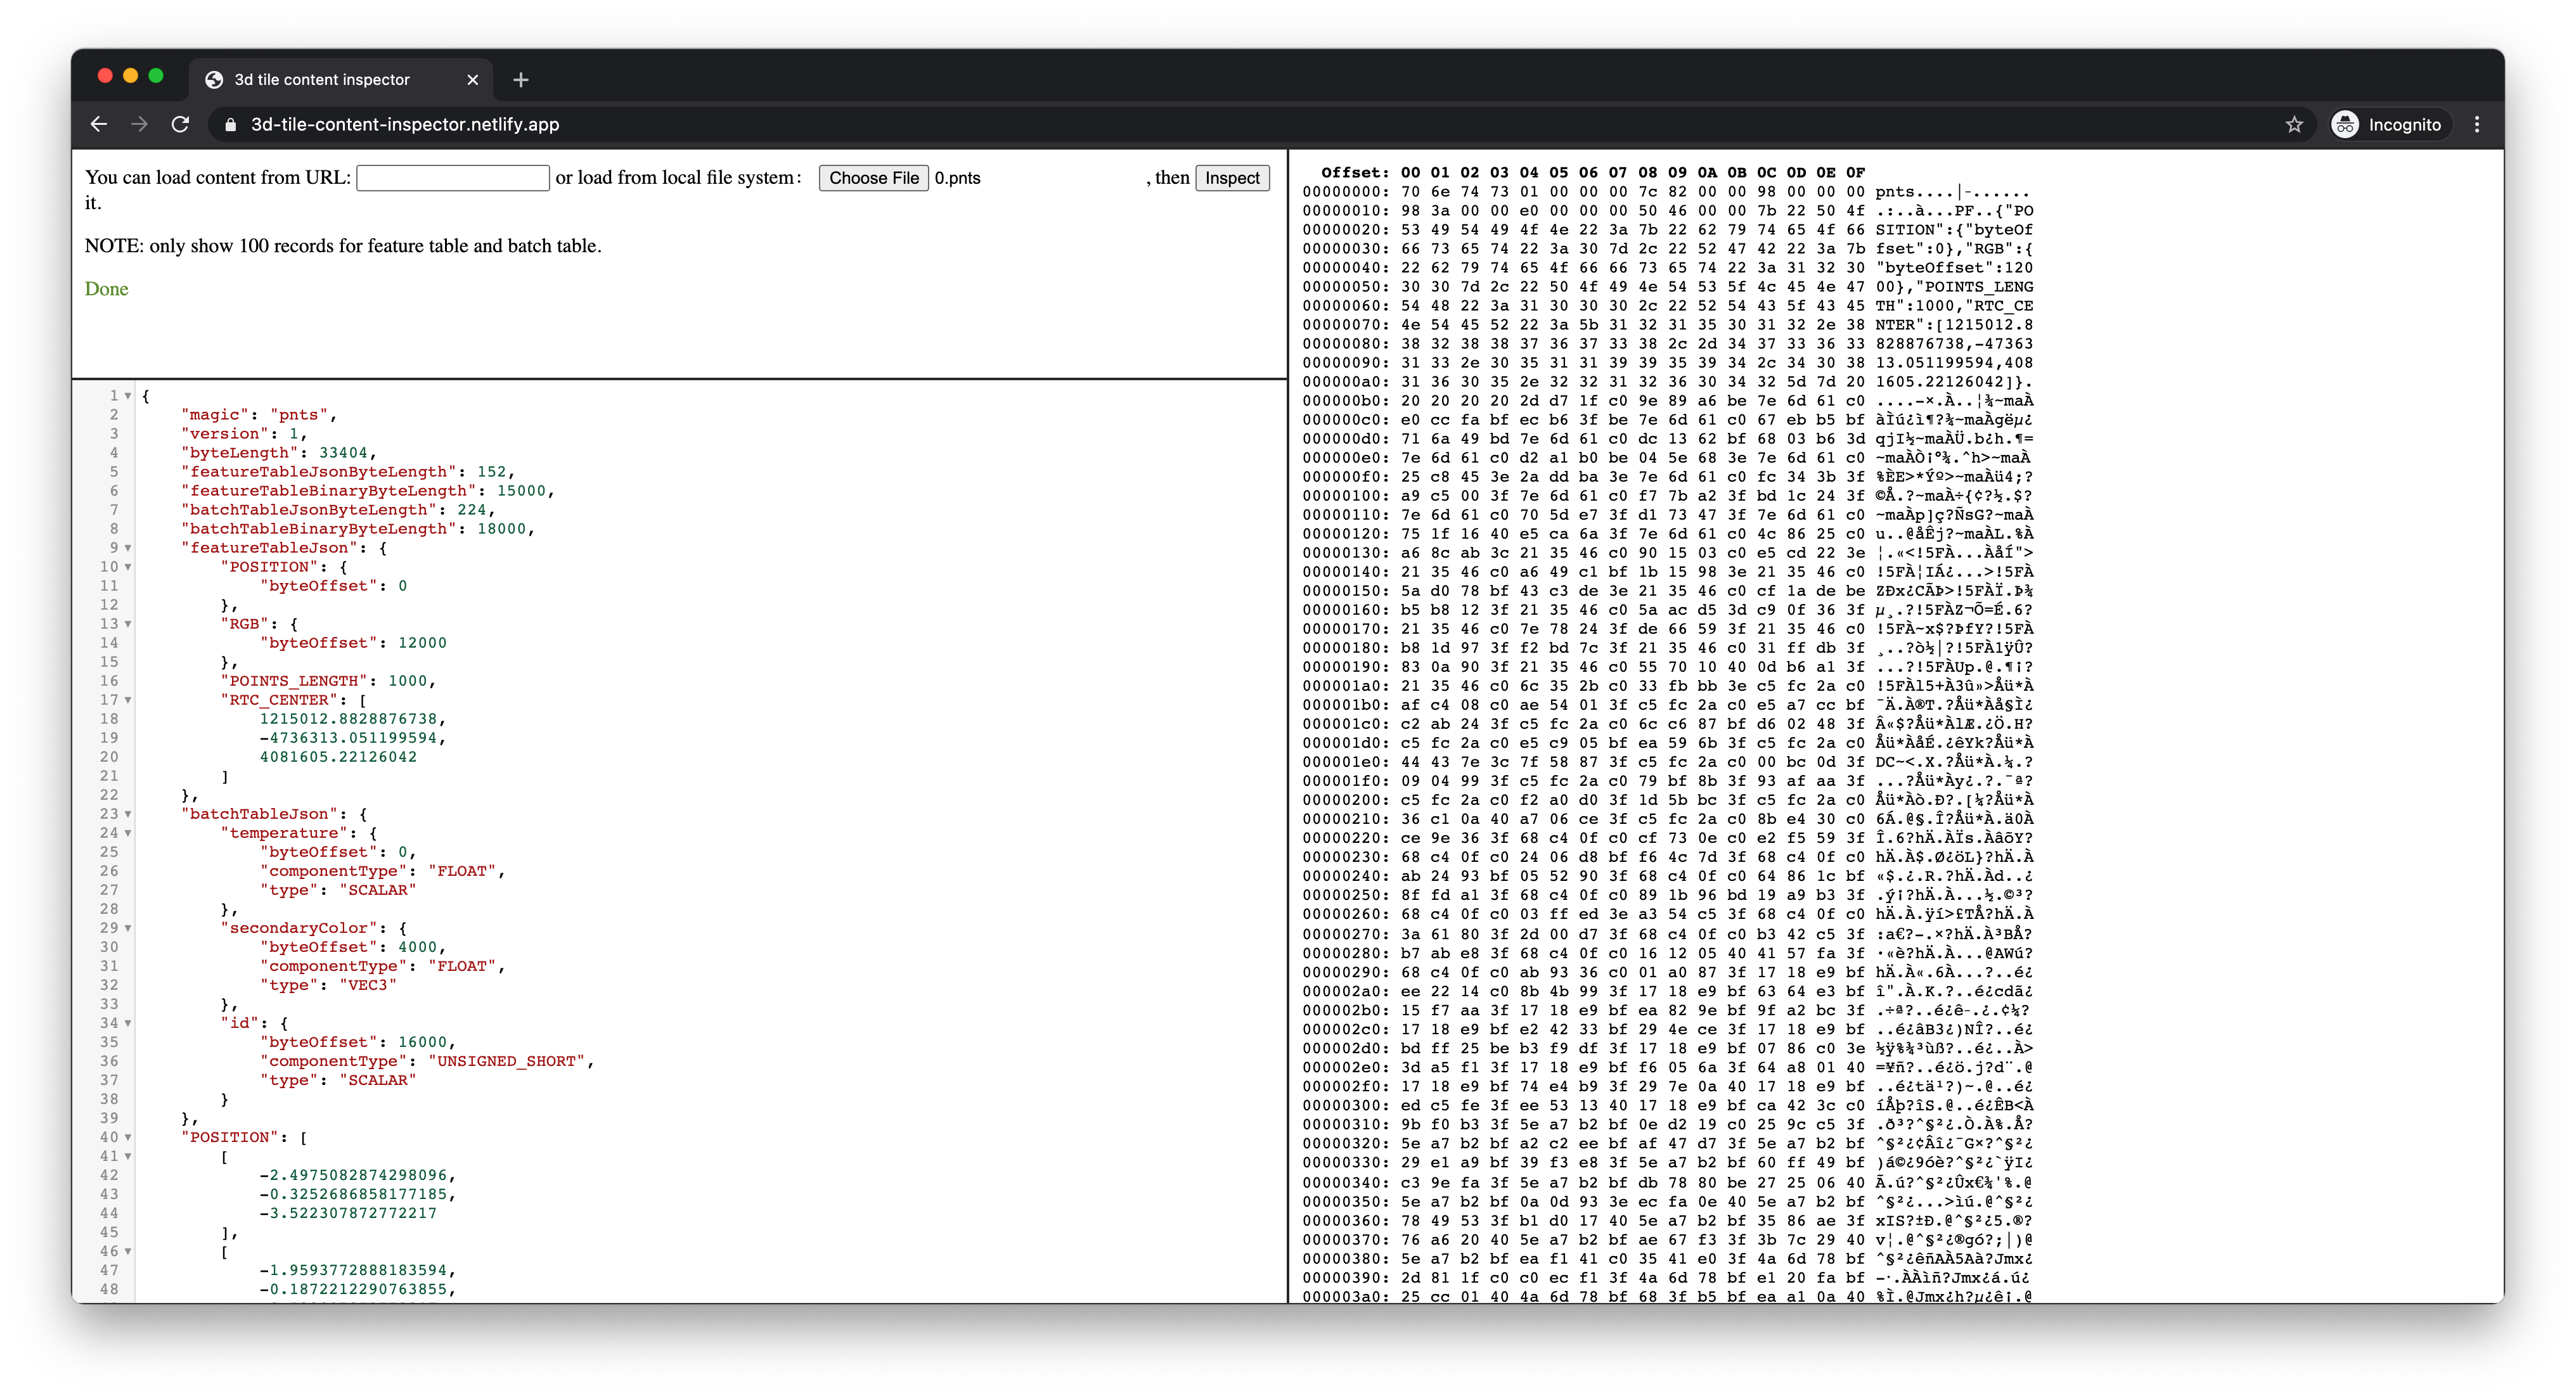 3d tile content inspector
3d-tile-content-inspector.netlify.app
Incognito
You can load content from URL: or load from local file system: Choose File 0.pnts , then Inspect
it.
NOTE: only show 100 records for feature table and batch table.
Done
1 {
2 "magic": "pnts",
3 "version": 1,
4 "byteLength": 33404,
5 "featureTableJsonByteLength": 152,
6 "featureTableBinaryByteLength": 15000,
7 "batchTableJsonByteLength": 224,
8 "batchTableBinaryByteLength": 18000,
9 "featureTableJson": {
10 "POSITION": {
11 "byteOffset": 0
12 },
13 "RGB": {
14 "byteOffset": 12000
15 },
16 "POINTS_LENGTH": 1000,
17 "RTC_CENTER": [
18 1215012.8828876738,
19 -4736313.051199594,
20 4081605.22126042
21 ]
22 },
23 "batchTableJson": {
24 "temperature": {
25 "byteOffset": 0,
26 "componentType": "FLOAT",
27 "type": "SCALAR"
28 },
29 "secondaryColor": {
30 "byteOffset": 4000,
31 "componentType": "FLOAT",
32 "type": "VEC3"
33 },
34 "id": {
35 "byteOffset": 16000,
36 "componentType": "UNSIGNED_SHORT",
37 "type": "SCALAR"
38 }
39 },
40 "POSITION": [
41 [
42 -2.4975082874298096,
43 -0.3252686858177185,
44 -3.522307872772217
45 ],
46 [
47 -1.9593772888183594,
48 -0.1872212290763855,
Offset: 00 01 02 03 04 05 06 07 08 09 0A 0B 0C 0D 0E 0F
00000000: 70 6e 74 73 01 00 00 00 7c 82 00 00 98 00 00 00 pnts....|-......
00000010: 98 3a 00 00 e0 00 00 00 50 46 00 00 7b 22 50 4f .:..à...PF..{"PO
00000020: 53 49 54 49 4f 4e 22 3a 7b 22 62 79 74 65 4f 66 SITION":{"byteOf
00000030: 66 73 65 74 22 3a 30 7d 2c 22 52 47 42 22 3a 7b fset":0},"RGB":{
00000040: 22 62 79 74 65 4f 66 66 73 65 74 22 3a 31 32 30 "byteOffset":120
00000050: 30 30 7d 2c 22 50 4f 49 4e 54 53 5f 4c 45 4e 47 00},"POINTS_LENG
00000060: 54 48 22 3a 31 30 30 30 2c 22 52 54 43 5f 43 45 TH":1000,"RTC_CE
00000070: 4e 54 45 52 22 3a 5b 31 32 31 35 30 31 32 2e 38 NTER":[1215012.8
00000080: 38 32 38 38 37 36 37 33 38 2c 2d 34 37 33 36 33 828876738,-47363
00000090: 31 33 2e 30 35 31 31 39 39 35 39 34 2c 34 30 38 13.051199594,408
000000a0: 31 36 30 35 2e 32 32 31 32 36 30 34 32 5d 7d 20 1605.22126042]}.
000000b0: 20 20 20 20 2d d7 1f c0 9e 89 a6 be 7e 6d 61 c0 ....-×.À..¦¾~maÀ
000000c0: e0 cc fa bf ec b6 3f be 7e 6d 61 c0 67 eb b5 bf àÌú¿ì¶?¾~maÀgëµ¿
000000d0: 71 6a 49 bd 7e 6d 61 c0 dc 13 62 bf 68 03 b6 3d qjI½~maÀÜ.b¿h.¶=
000000e0: 7e 6d 61 c0 d2 a1 b0 be 04 5e 68 3e 7e 6d 61 c0 ~maÀÒ¡°¾.^h>~maÀ
000000f0: 25 c8 45 3e 2a dd ba 3e 7e 6d 61 c0 fc 34 3b 3f %ÈE>*Ýº>~maÀü4;?
00000100: a9 c5 00 3f 7e 6d 61 c0 f7 7b a2 3f bd 1c 24 3f ©Å.?~maÀ÷{¢?½.$?
00000110: 7e 6d 61 c0 70 5d e7 3f d1 73 47 3f 7e 6d 61 c0 ~maÀp]ç?ÑsG?~maÀ
00000120: 75 1f 16 40 e5 ca 6a 3f 7e 6d 61 c0 4c 86 25 c0 u..@åÊj?~maÀL.%À
00000130: a6 8c ab 3c 21 35 46 c0 90 15 03 c0 e5 cd 22 3e ¦.«<!5FÀ...ÀåÍ">
00000140: 21 35 46 c0 a6 49 c1 bf 1b 15 98 3e 21 35 46 c0 !5FÀ¦IÁ¿...>!5FÀ
00000150: 5a d0 78 bf 43 c3 de 3e 21 35 46 c0 cf 1a de be ZÐx¿CÃÞ>!5FÀÏ.Þ¾
00000160: b5 b8 12 3f 21 35 46 c0 5a ac d5 3d c9 0f 36 3f µ¸.?!5FÀZ¬Õ=É.6?
00000170: 21 35 46 c0 7e 78 24 3f de 66 59 3f 21 35 46 c0 !5FÀ~x$?ÞfY?!5FÀ
00000180: b8 1d 97 3f f2 bd 7c 3f 21 35 46 c0 31 ff db 3f ¸..?ò½|?!5FÀ1ÿÛ?
00000190: 83 0a 90 3f 21 35 46 c0 55 70 10 40 0d b6 a1 3f ...?!5FÀUp.@.¶¡?
000001a0: 21 35 46 c0 6c 35 2b c0 33 fb bb 3e c5 fc 2a c0 !5FÀl5+À3û»>Åü*À
000001b0: af c4 08 c0 ae 54 01 3f c5 fc 2a c0 e5 a7 cc bf ¯Ä.À®T.?Åü*Àå§Ì¿
000001c0: c2 ab 24 3f c5 fc 2a c0 6c c6 87 bf d6 02 48 3f Â«$?Åü*ÀlÆ.¿Ö.H?
000001d0: c5 fc 2a c0 e5 c9 05 bf ea 59 6b 3f c5 fc 2a c0 Åü*ÀåÉ.¿êYk?Åü*À
000001e0: 44 43 7e 3c 7f 58 87 3f c5 fc 2a c0 00 bc 0d 3f DC~<.X.?Åü*À.¼.?
000001f0: 09 04 99 3f c5 fc 2a c0 79 bf 8b 3f 93 af aa 3f ...?Åü*Ày¿.?.¯ª?
00000200: c5 fc 2a c0 f2 a0 d0 3f 1d 5b bc 3f c5 fc 2a c0 Åü*Àò.Ð?.[¼?Åü*À
00000210: 36 c1 0a 40 a7 06 ce 3f c5 fc 2a c0 8b e4 30 c0 6Á.@§.Î?Åü*À.ä0À
00000220: ce 9e 36 3f 68 c4 0f c0 cf 73 0e c0 e2 f5 59 3f Î.6?hÄ.ÀÏs.ÀâõY?
00000230: 68 c4 0f c0 24 06 d8 bf f6 4c 7d 3f 68 c4 0f c0 hÄ.À$.Ø¿öL}?hÄ.À
00000240: ab 24 93 bf 05 52 90 3f 68 c4 0f c0 64 86 1c bf «$.¿.R.?hÄ.Àd..¿
00000250: 8f fd a1 3f 68 c4 0f c0 89 1b 96 bd 19 a9 b3 3f .ý¡?hÄ.À...½.©³?
00000260: 68 c4 0f c0 03 ff ed 3e a3 54 c5 3f 68 c4 0f c0 hÄ.À.ÿí>£TÅ?hÄ.À
00000270: 3a 61 80 3f 2d 00 d7 3f 68 c4 0f c0 b3 42 c5 3f :a€?-.×?hÄ.À³BÅ?
00000280: b7 ab e8 3f 68 c4 0f c0 16 12 05 40 41 57 fa 3f ·«è?hÄ.À...@AWú?
00000290: 68 c4 0f c0 ab 93 36 c0 01 a0 87 3f 17 18 e9 bf hÄ.À«.6À...?..é¿
000002a0: ee 22 14 c0 8b 4b 99 3f 17 18 e9 bf 63 64 e3 bf î".À.K.?..é¿cdã¿
000002b0: 15 f7 aa 3f 17 18 e9 bf ea 82 9e bf 9f a2 bc 3f .÷ª?..é¿ê-.¿.¢¼?
000002c0: 17 18 e9 bf e2 42 33 bf 29 4e ce 3f 17 18 e9 bf ..é¿âB3¿)NÎ?..é¿
000002d0: bd ff 25 be b3 f9 df 3f 17 18 e9 bf 07 86 c0 3e ½ÿ%¾³ùß?..é¿..À>
000002e0: 3d a5 f1 3f 17 18 e9 bf f6 05 6a 3f 64 a8 01 40 =¥ñ?..é¿ö.j?d¨.@
000002f0: 17 18 e9 bf 74 e4 b9 3f 29 7e 0a 40 17 18 e9 bf ..é¿tä¹?)~.@..é¿
00000300: ed c5 fe 3f ee 53 13 40 17 18 e9 bf ca 42 3c c0 íÅþ?îS.@..é¿ÊB<À
00000310: 9b f0 b3 3f 5e a7 b2 bf 0e d2 19 c0 25 9c c5 3f .ð³?^§²¿.Ò.À%.Å?
00000320: 5e a7 b2 bf a2 c2 ee bf af 47 d7 3f 5e a7 b2 bf ^§²¿¢Âî¿¯G×?^§²¿
00000330: 29 e1 a9 bf 39 f3 e8 3f 5e a7 b2 bf 60 ff 49 bf )á©¿9óè?^§²¿`ÿI¿
00000340: c3 9e fa 3f 5e a7 b2 bf db 78 80 be 27 25 06 40 Ã.ú?^§²¿Ûx€¾'%.@
00000350: 5e a7 b2 bf 0a 0d 93 3e ec fa 0e 40 5e a7 b2 bf ^§²¿...>ìú.@^§²¿
00000360: 78 49 53 3f b1 d0 17 40 5e a7 b2 bf 35 86 ae 3f xIS?±Ð.@^§²¿5.®?
00000370: 76 a6 20 40 5e a7 b2 bf ae 67 f3 3f 3b 7c 29 40 v¦.@^§²¿®gó?;|)@
00000380: 5e a7 b2 bf ea f1 41 c0 35 41 e0 3f 4a 6d 78 bf ^§²¿êñAÀ5Aà?Jmx¿
00000390: 2d 81 1f c0 c0 ec f1 3f 4a 6d 78 bf e1 20 fa bf -·.ÀÀìñ?Jmx¿á.ú¿
000003a0: 25 cc 01 40 4a 6d 78 bf 68 3f b5 bf ea a1 0a 40 %Ì.@Jmx¿h?µ¿ê¡.@